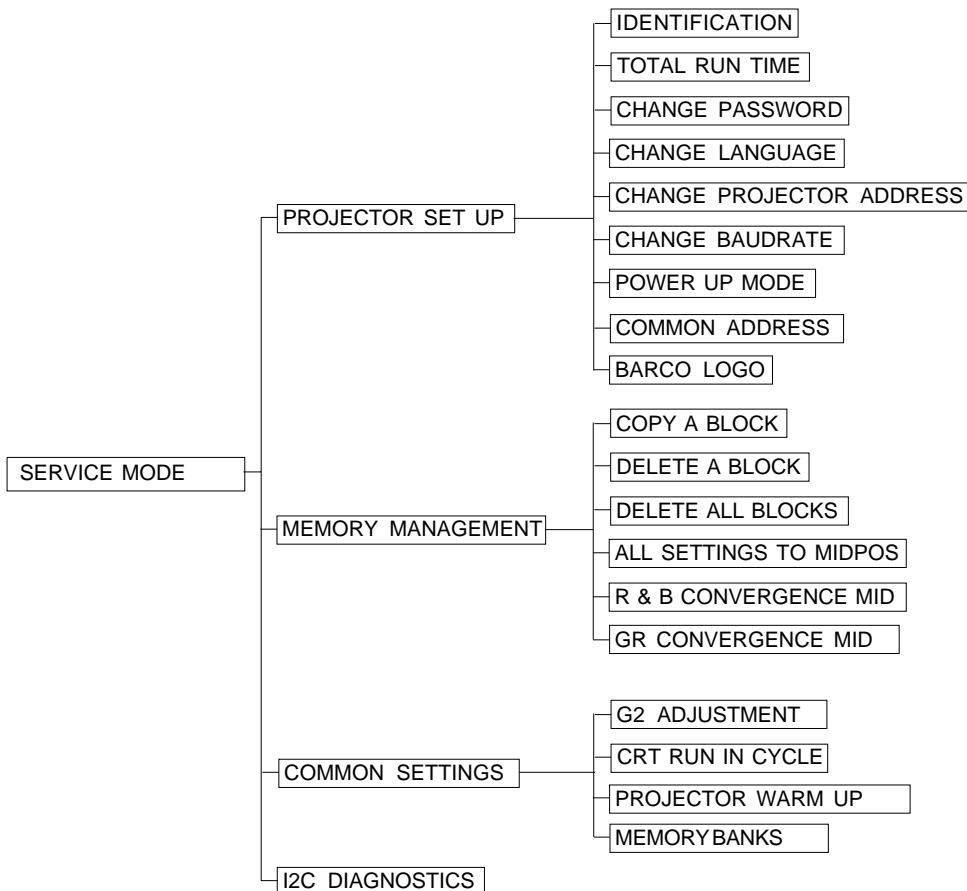 SERVICE MODE
PROJECTOR SET UP
IDENTIFICATION
TOTAL RUN TIME
CHANGE PASSWORD
CHANGE LANGUAGE
CHANGE PROJECTOR ADDRESS
CHANGE BAUDRATE
POWER UP MODE
COMMON ADDRESS
BARCO LOGO
MEMORY MANAGEMENT
COPY A BLOCK
DELETE A BLOCK
DELETE ALL BLOCKS
ALL SETTINGS TO MIDPOS
R & B CONVERGENCE MID
GR CONVERGENCE MID
COMMON SETTINGS
G2 ADJUSTMENT
CRT RUN IN CYCLE
PROJECTOR WARM UP
MEMORY BANKS
I2C DIAGNOSTICS